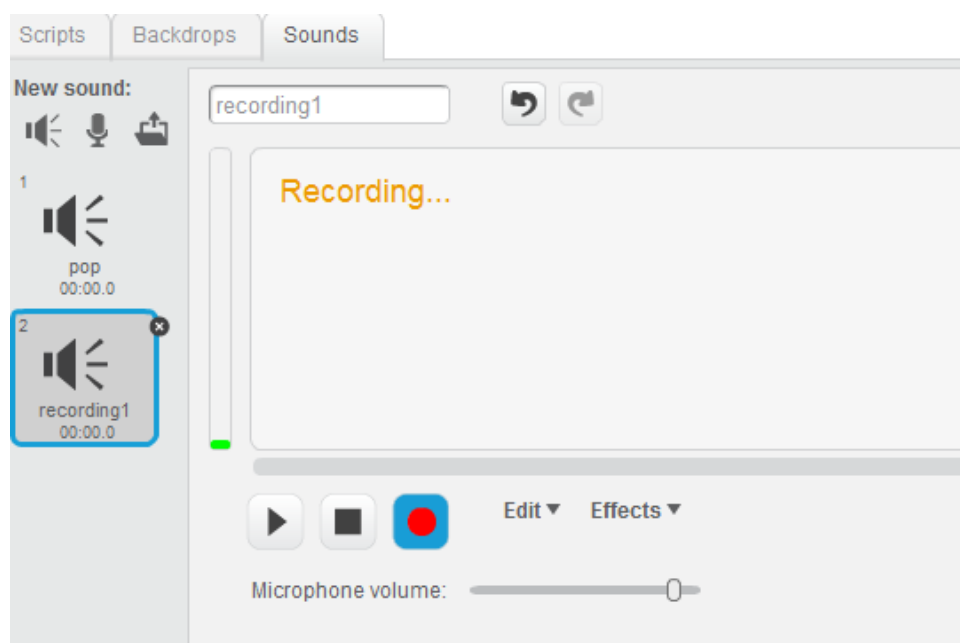 Scripts
Backdrops
Sounds
New sound:
recording1
1
pop
00:00.0
2
recording1
00:00.0
Recording...
Edit
Effects
Microphone volume: